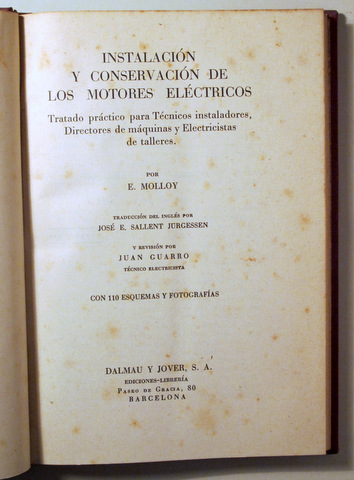 INSTALACIÓN
Y CONSERVACIÓN DE
LOS MOTORES ELÉCTRICOS
Tratado práctico para Técnicos instaladores,
Directores de máquinas y Electricistas
de talleres.
POR
E. MOLLOY
TRADUCCIÓN DEL INGLÉS POR
JOSÉ E. SALLENT JURGESSEN
Y REVISIÓN POR
JUAN GUARRO
TÉCNICO ELECTRICISTA
CON 110 ESQUEMAS Y FOTOGRAFÍAS
DALMAU Y JOVER, S. A.
EDICIONES-LIBRERÍA
PASEO DE GRACIA, 80
BARCELONA